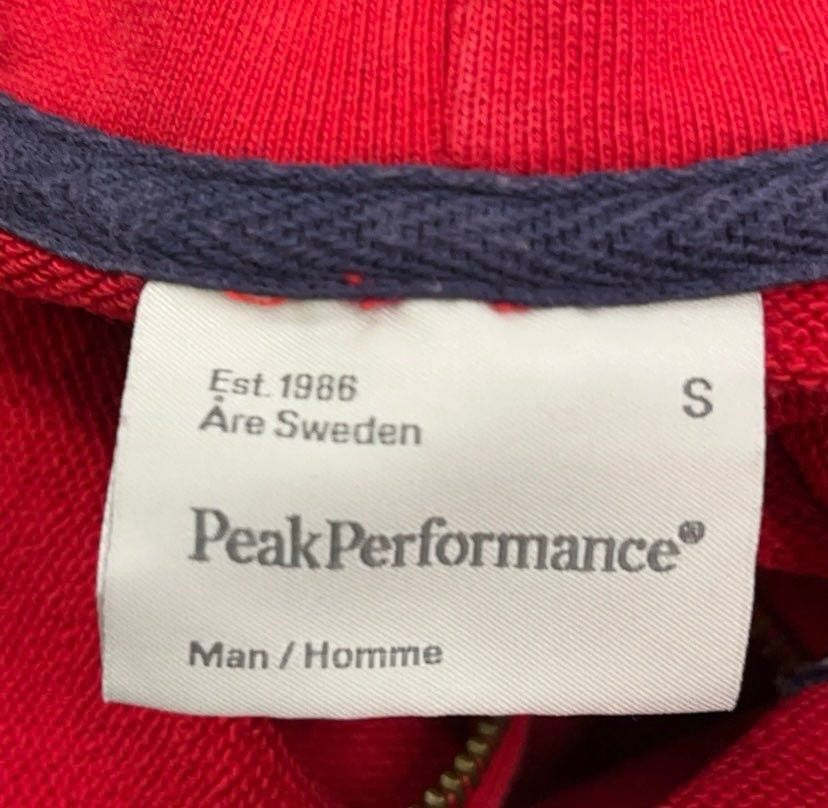 Est. 1986
Åre Sweden
S
PeakPerformance®
Man / Homme